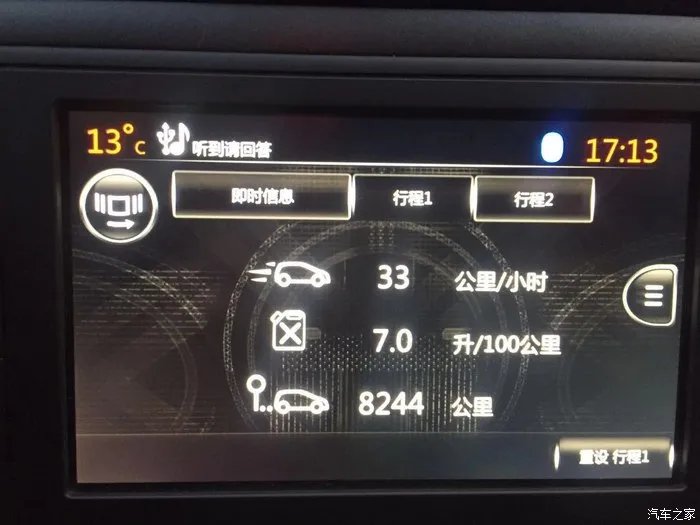 13°C 听到请回答 17:13
即时信息 行程1 行程2
33 公里/小时
7.0 升/100公里
8244 公里
重设 行程1
汽车之家